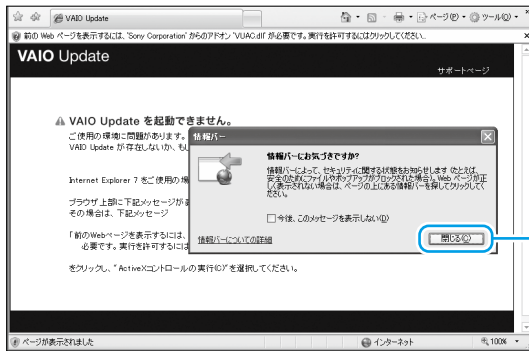 VAIO Update
ページ(P)
ツール(O)
前の Web ページを表示するには、'Sony Corporation' からのアドオン 'VUAC.dll' が必要です。実行を許可するにはクリックしてください...
VAIO Update
サポートページ
VAIO Update を起動できません。
ご使用の環境に問題があります。
VAIO Update が存在しないか、も
Internet Explorer 7 をご使用の場
ブラウザ上部に下記メッセージが
その場合は、下記メッセージ
「前のWebページを表示するには、
必要です。実行を許可するには
をクリックし、"ActiveXコントロールの実行(C)"を選択してください。
情報バー
情報バーにお気づきですか?
情報バーによって、セキュリティに関する状態をお知らせします (たとえば、
安全のためにファイルやポップアップがブロックされた場合)。Web ページが正
しく表示されない場合は、ページの上にある情報バーを探してクリックしてく
ださい。
今後、このメッセージを表示しない(D)
情報バーについての詳細
閉じる(C)
ページが表示されました
インターネット
100%